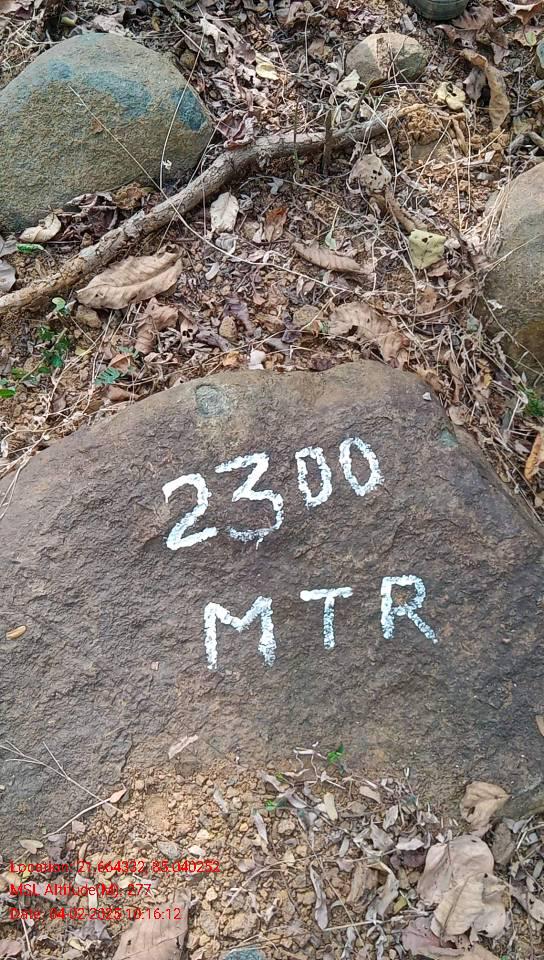 2300
MTR
Location: 21.664332, 85.040252
MSL Altitude(M): 277
Date: 04-02-2025 10:16:12